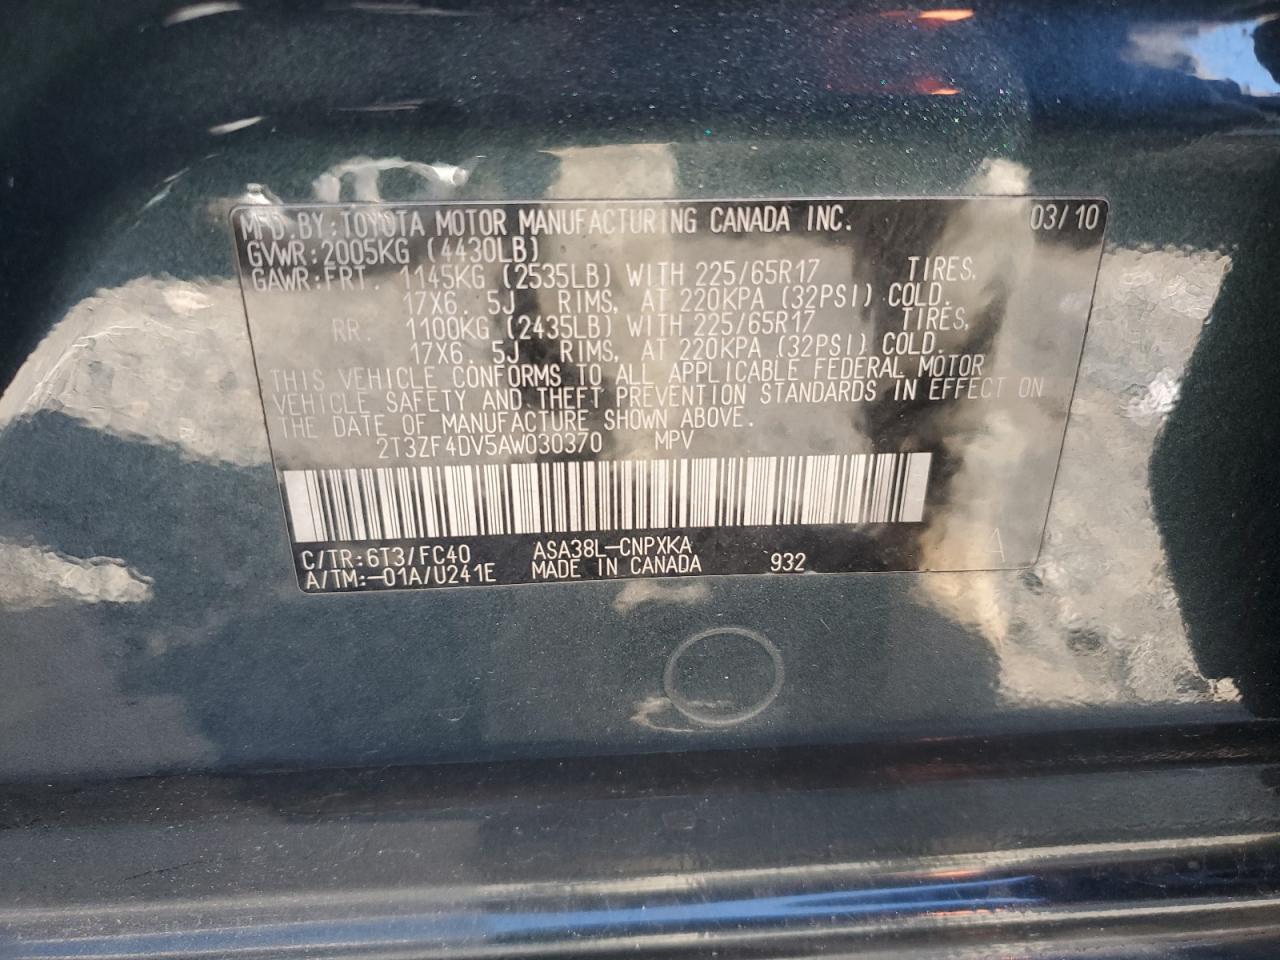 MFD.BY:TOYOTA MOTOR MANUFACTURING CANADA INC. 03/10
GVWR:2005KG (4430LB)
GAWR:FRT. 1145KG (2535LB) WITH 225/65R17 TIRES,
17X6.5J RIMS, AT 220KPA (32PSI) COLD.
RR. 1100KG (2435LB) WITH 225/65R17 TIRES,
17X6.5J RIMS, AT 220KPA (32PSI) COLD.
THIS VEHICLE CONFORMS TO ALL APPLICABLE FEDERAL MOTOR
VEHICLE SAFETY AND THEFT PREVENTION STANDARDS IN EFFECT ON
THE DATE OF MANUFACTURE SHOWN ABOVE.
2T3ZF4DV5AW030370 MPV
C/TR:6T3/FC40 ASA38L-CNPXKA A
A/TM:-01A/U241E MADE IN CANADA 932